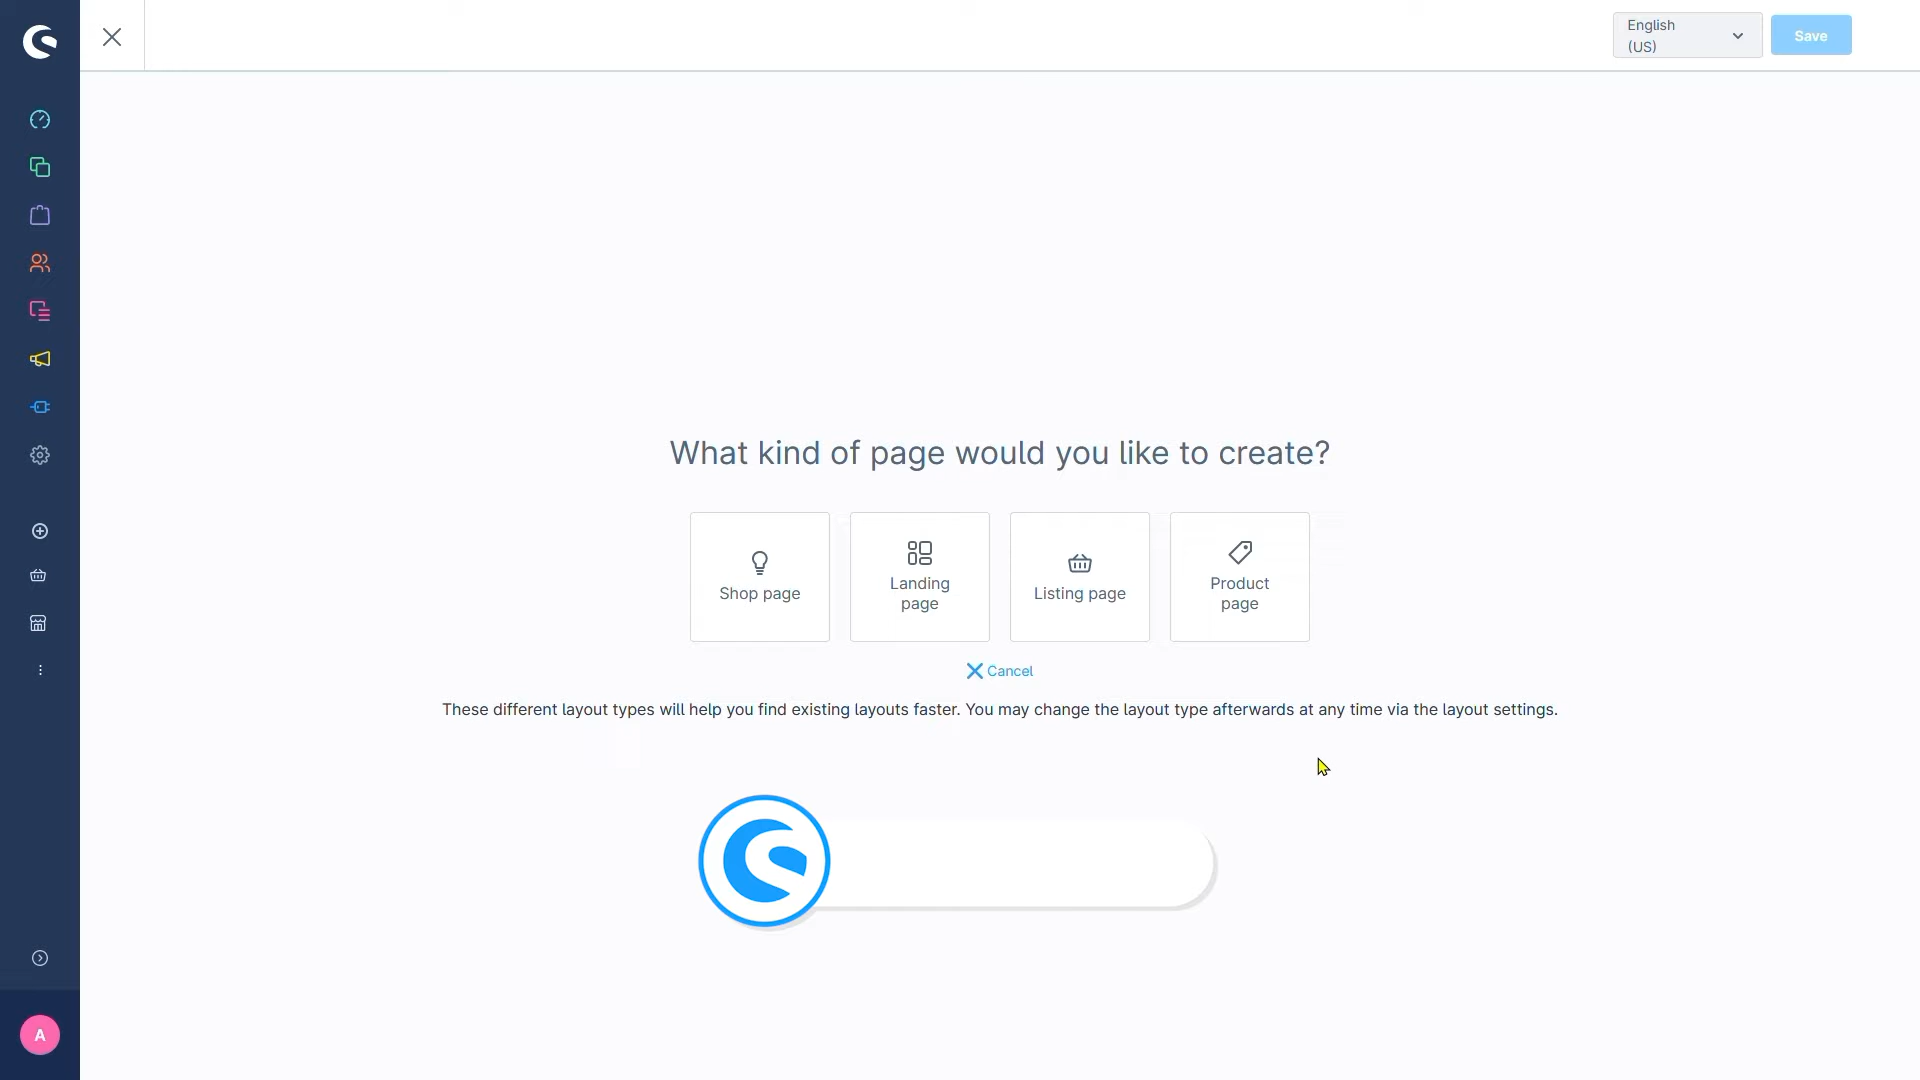 English
(US)
Save
What kind of page would you like to create?
Shop page
Landing
page
Listing page
Product
page
Cancel
These different layout types will help you find existing layouts faster. You may change the layout type afterwards at any time via the layout settings.
A